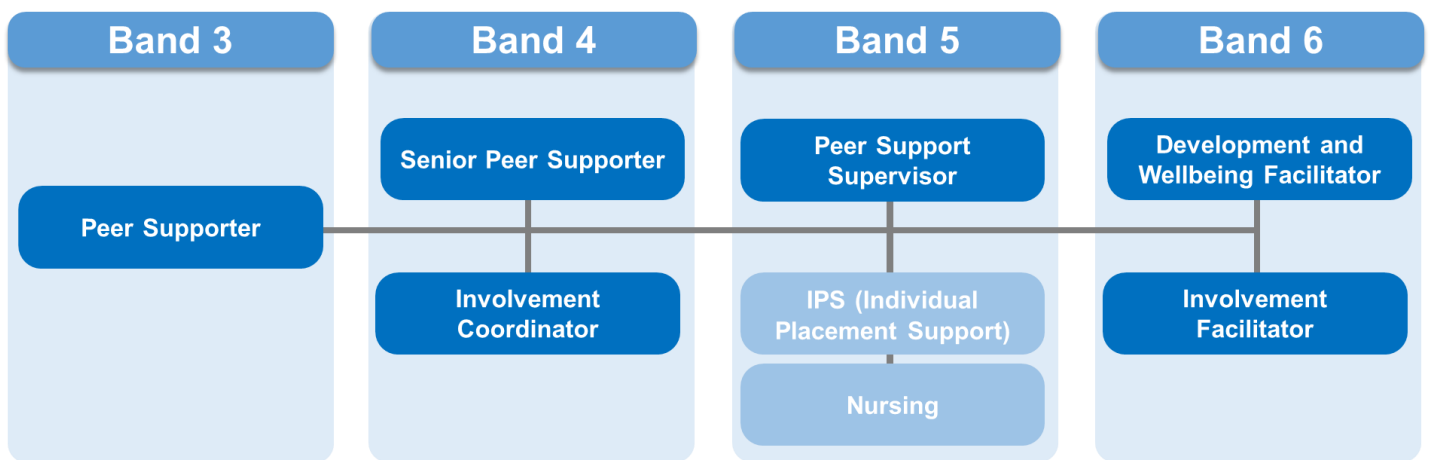 Band 3
Band 4
Band 5
Band 6
Peer Supporter
Senior Peer Supporter
Involvement
Coordinator
Peer Support
Supervisor
IPS (Individual
Placement Support)
Nursing
Development and
Wellbeing Facilitator
Involvement
Facilitator